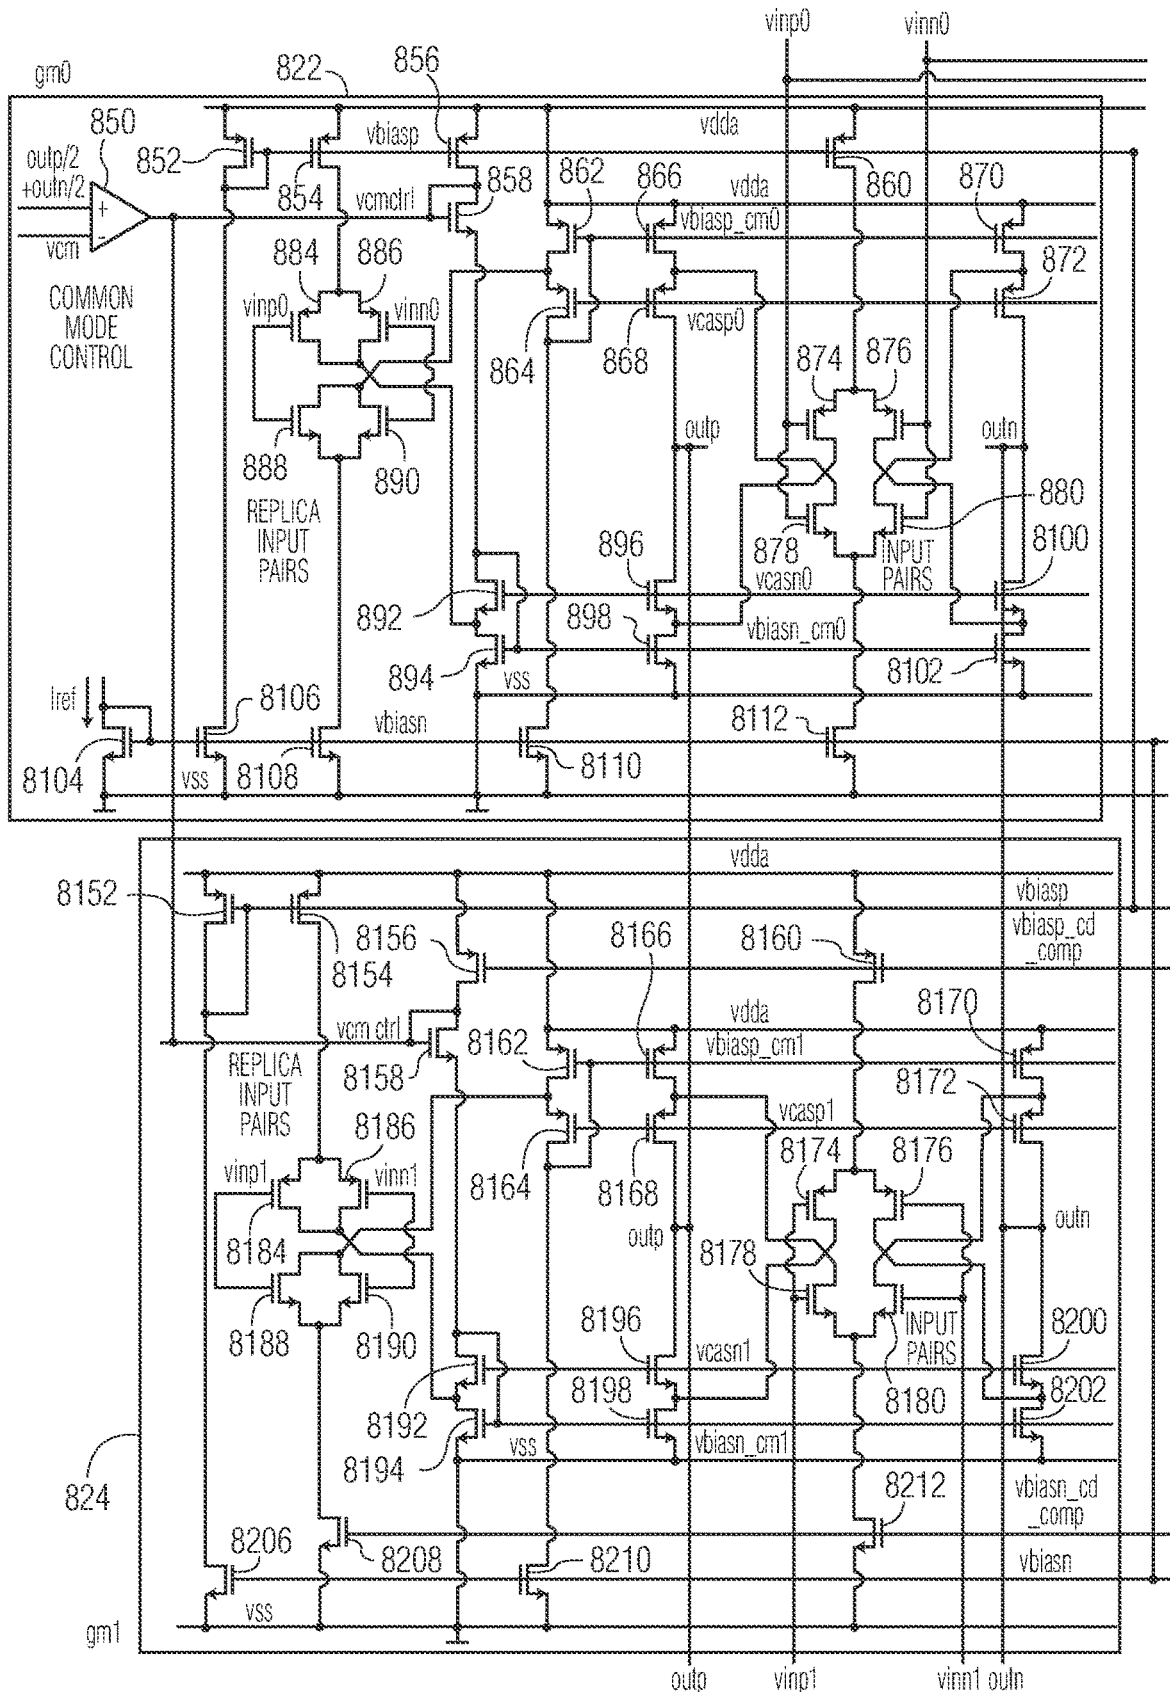 vinp0
vinn0
gm0
822
856
850
852
outp/2
+outn/2
vcm
vbiasp
854
vdda
860
858
862
866
vdda
870
vcmctrl
vbiasp_cm0
COMMON
MODE
CONTROL
884
886
872
vinp0
vinn0
vcasp0
864
868
874
876
888
890
outp
outn
REPLICA
INPUT
PAIRS
878
880
INPUT
PAIRS
8100
896
vcasn0
892
898
vbiasn_cm0
894
vss
8102
Iref
8106
vbiasn
8112
8104
vss
8108
8110
vdda
8152
vbiasp
vbiasp_cd
_comp
8156
8166
8160
8154
vdda
8170
vcm ctrl
8162
vbiasp_cm1
REPLICA
INPUT
PAIRS
8158
8172
vcasp1
8186
vinp1
vinn1
8164
8168
8174
8176
8184
outp
8178
outn
8188
8190
8196
INPUT
PAIRS
8200
vcasn1
8192
8198
8180
8202
8194
vss
vbiasn_cm1
824
8212
vbiasn_cd
_comp
8206
8208
8210
vbiasn
vss
gm1
outp
vinp1
vinn1
outn
+
-